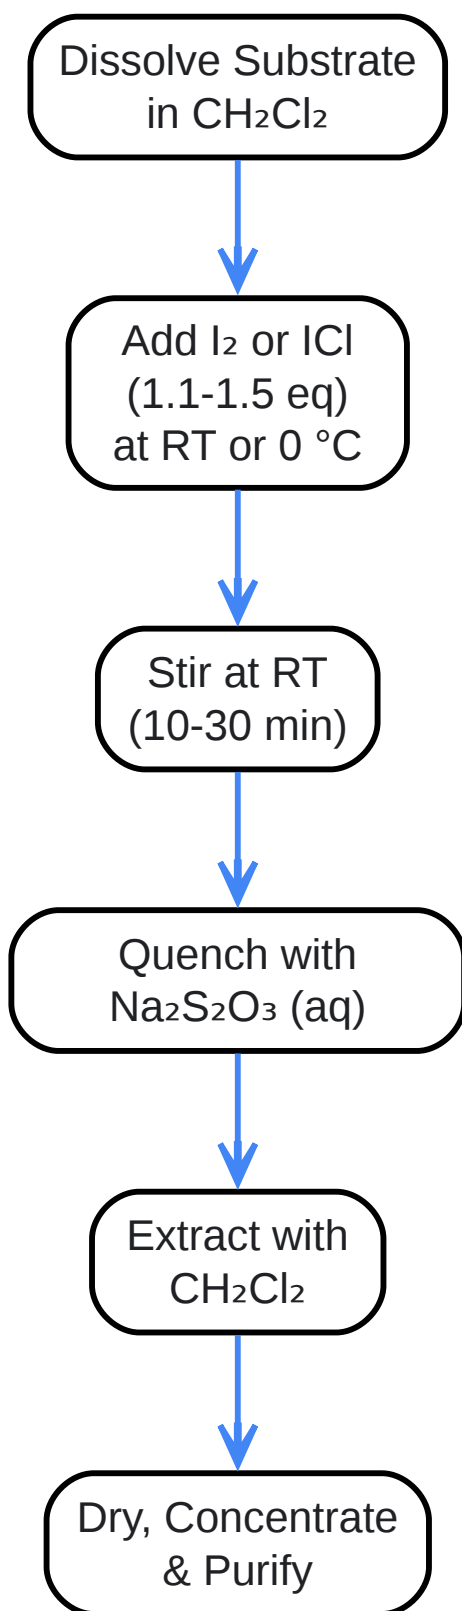 Dissolve Substrate
in CH₂Cl₂
Add I₂ or ICl
(1.1-1.5 eq)
at RT or 0 °C
Stir at RT
(10-30 min)
Quench with
Na₂S₂O₃ (aq)
Extract with
CH₂Cl₂
Dry, Concentrate
& Purify